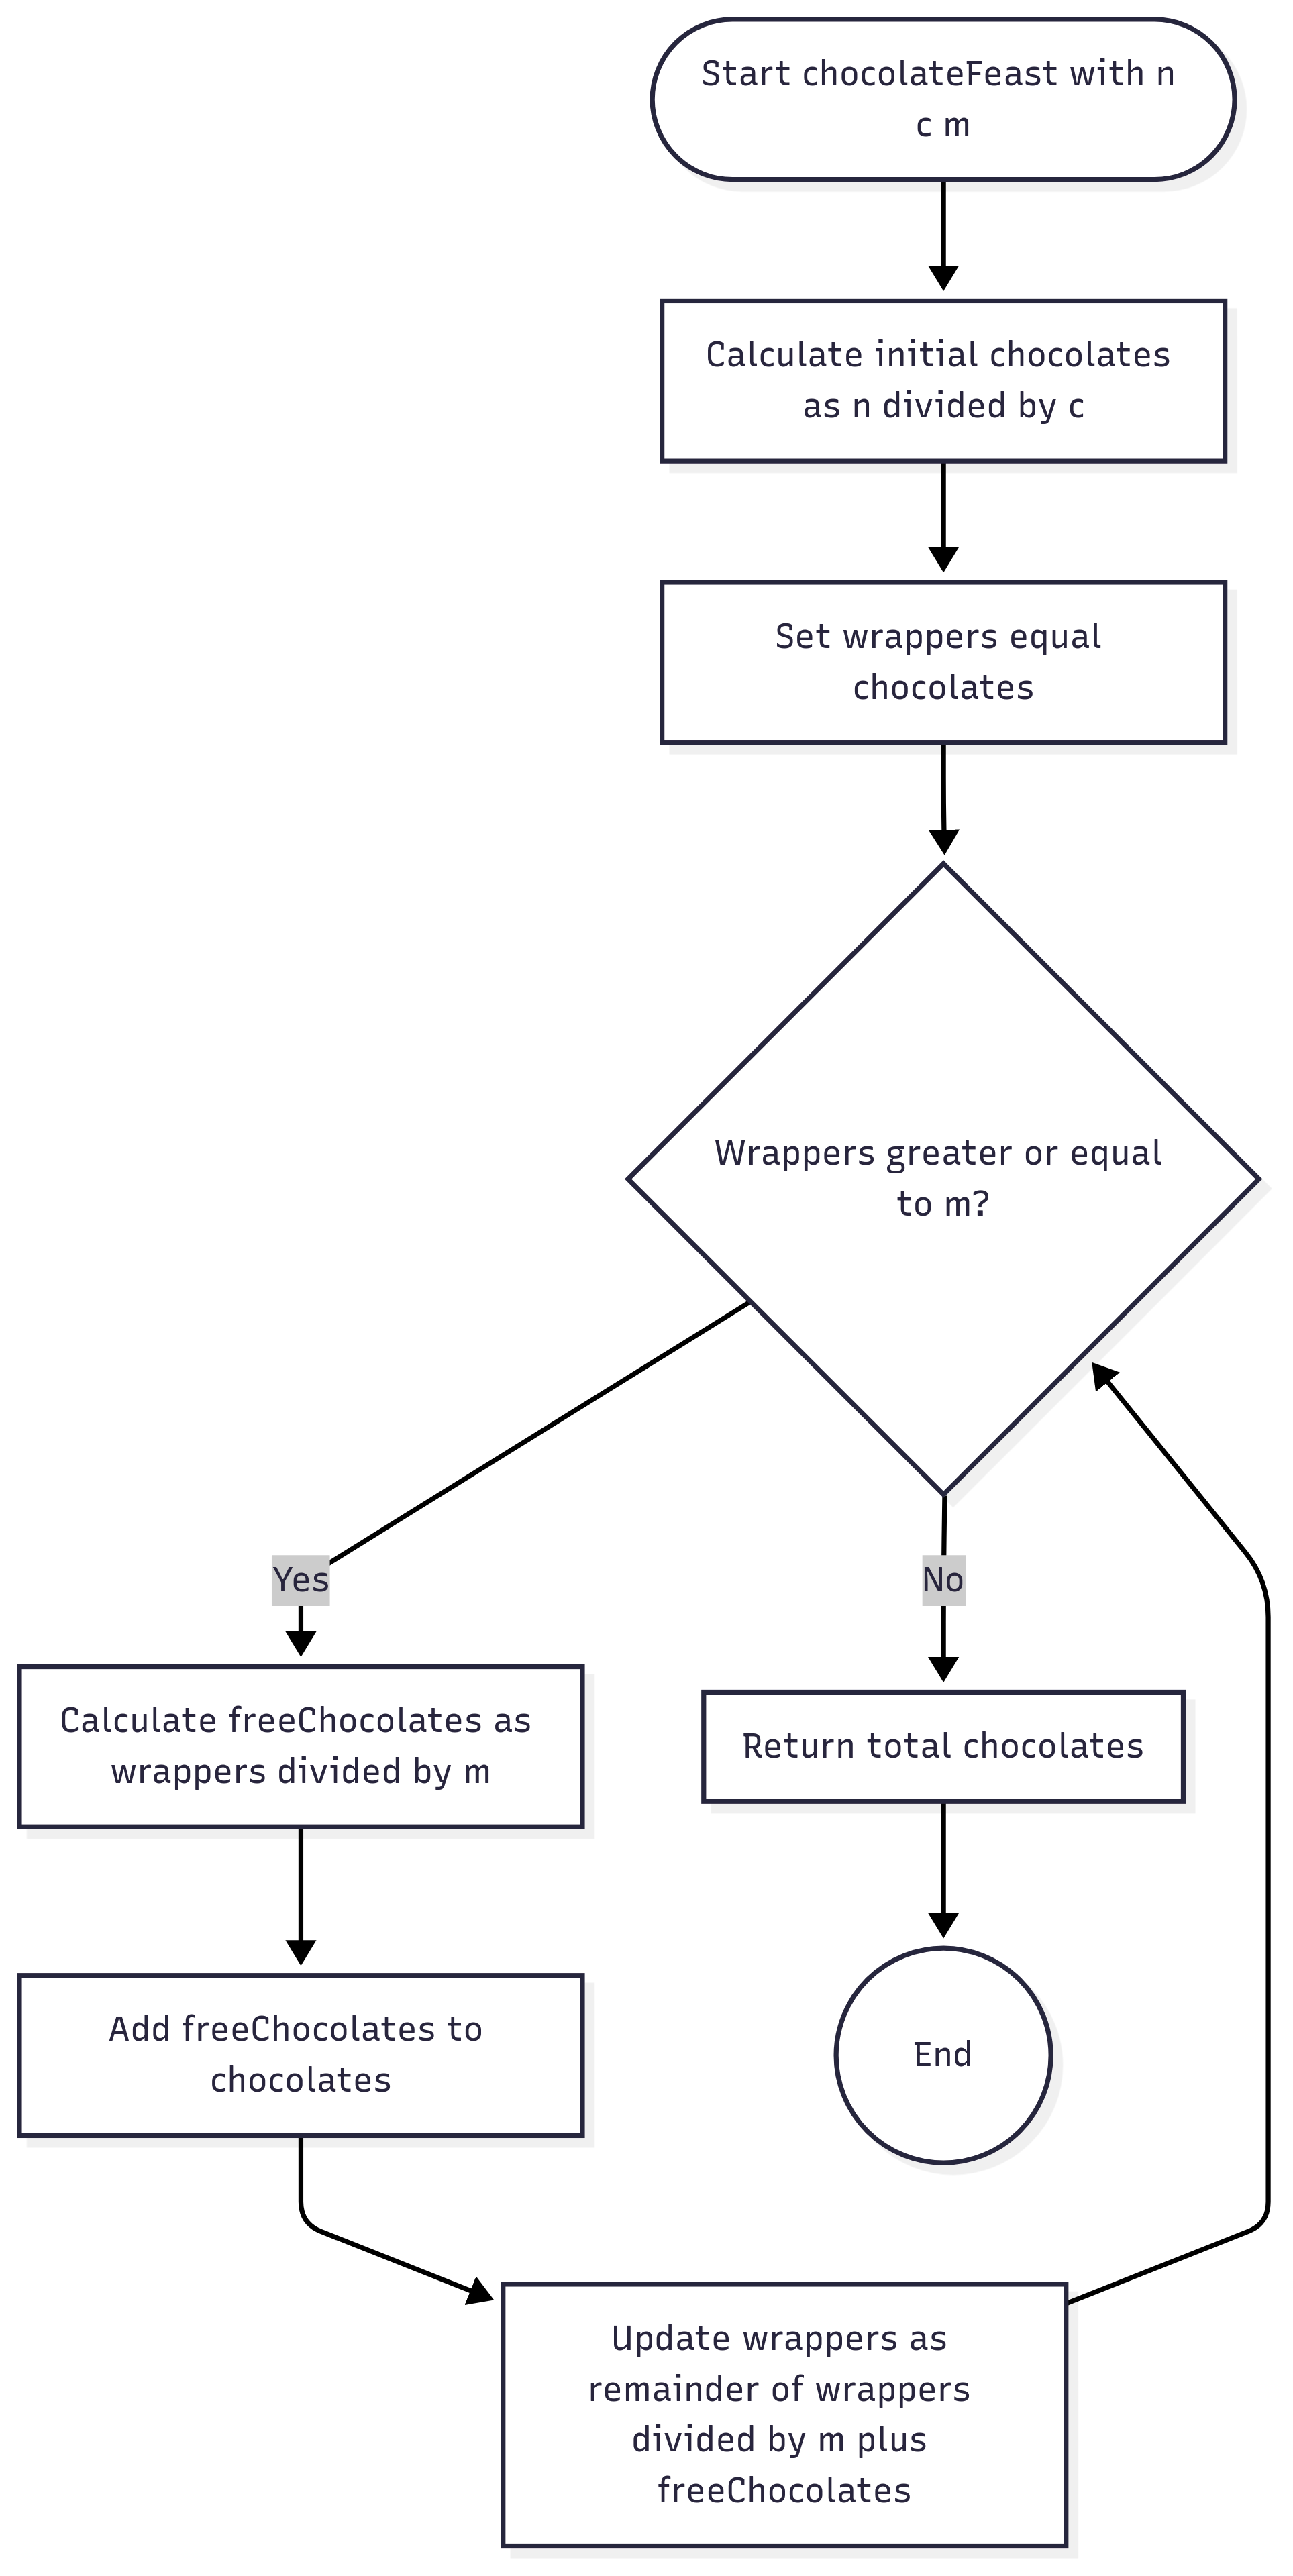 Start chocolateFeast with n
c m
Calculate initial chocolates
as n divided by c
Set wrappers equal
chocolates
Wrappers greater or equal
to m?
Yes
No
Calculate freeChocolates as
wrappers divided by m
Return total chocolates
Add freeChocolates to
chocolates
End
Update wrappers as
remainder of wrappers
divided by m plus
freeChocolates